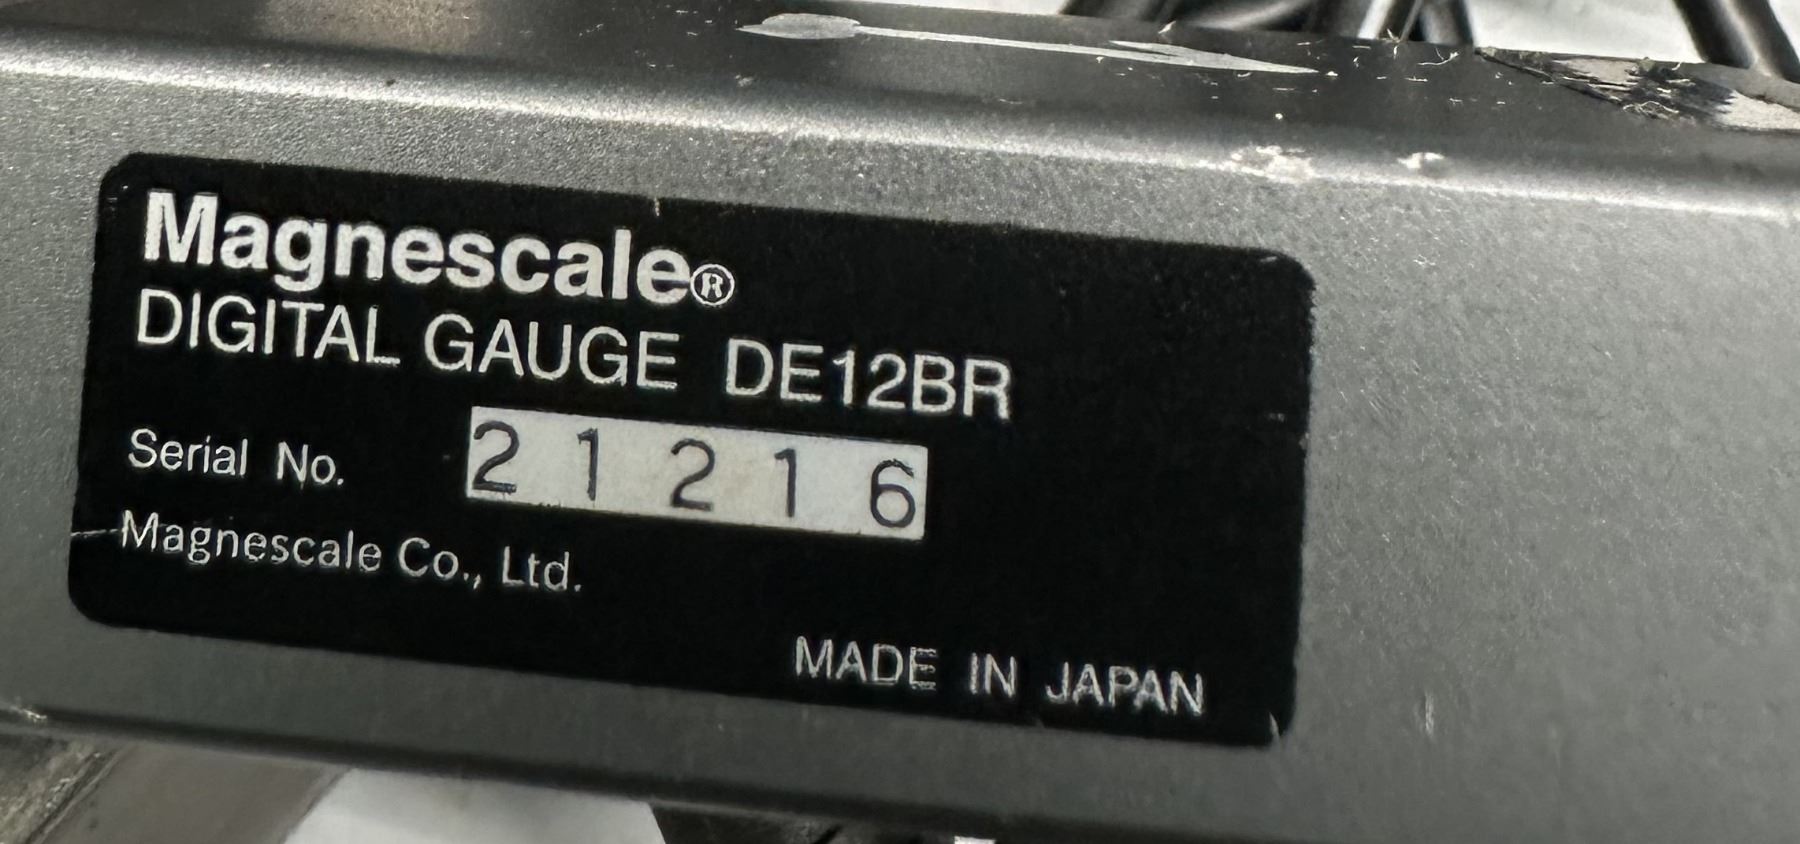 Magnescale®
DIGITAL GAUGE DE12BR
Serial No. 21216
Magnescale Co., Ltd.
MADE IN JAPAN